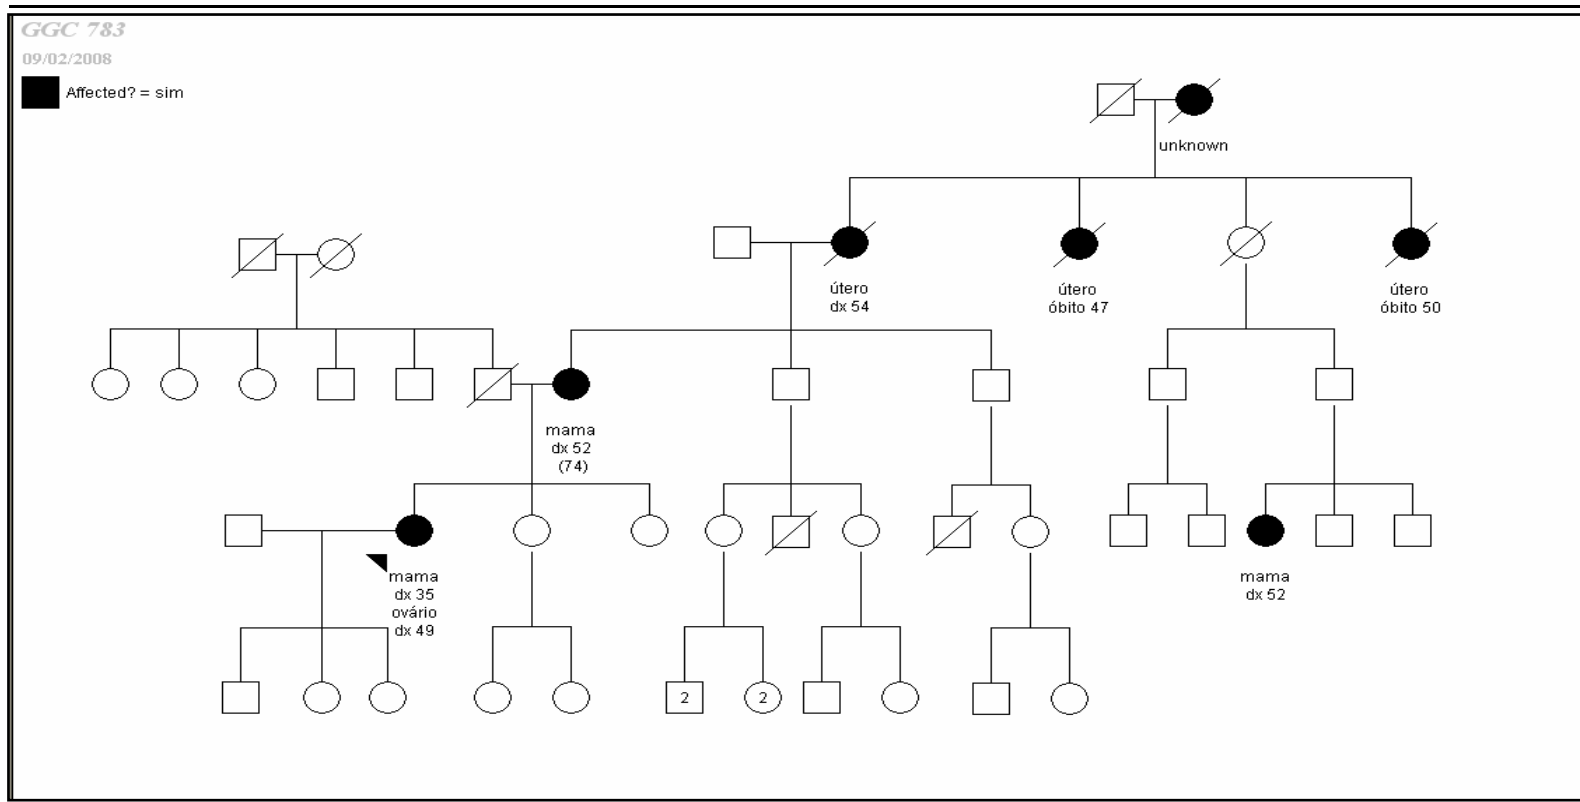 GGC 783
09/02/2008
Affected? = sim
unknown
útero
dx 54
útero
óbito 47
útero
óbito 50
mama
dx 52
(74)
mama
dx 35
ovário
dx 49
mama
dx 52
2
2